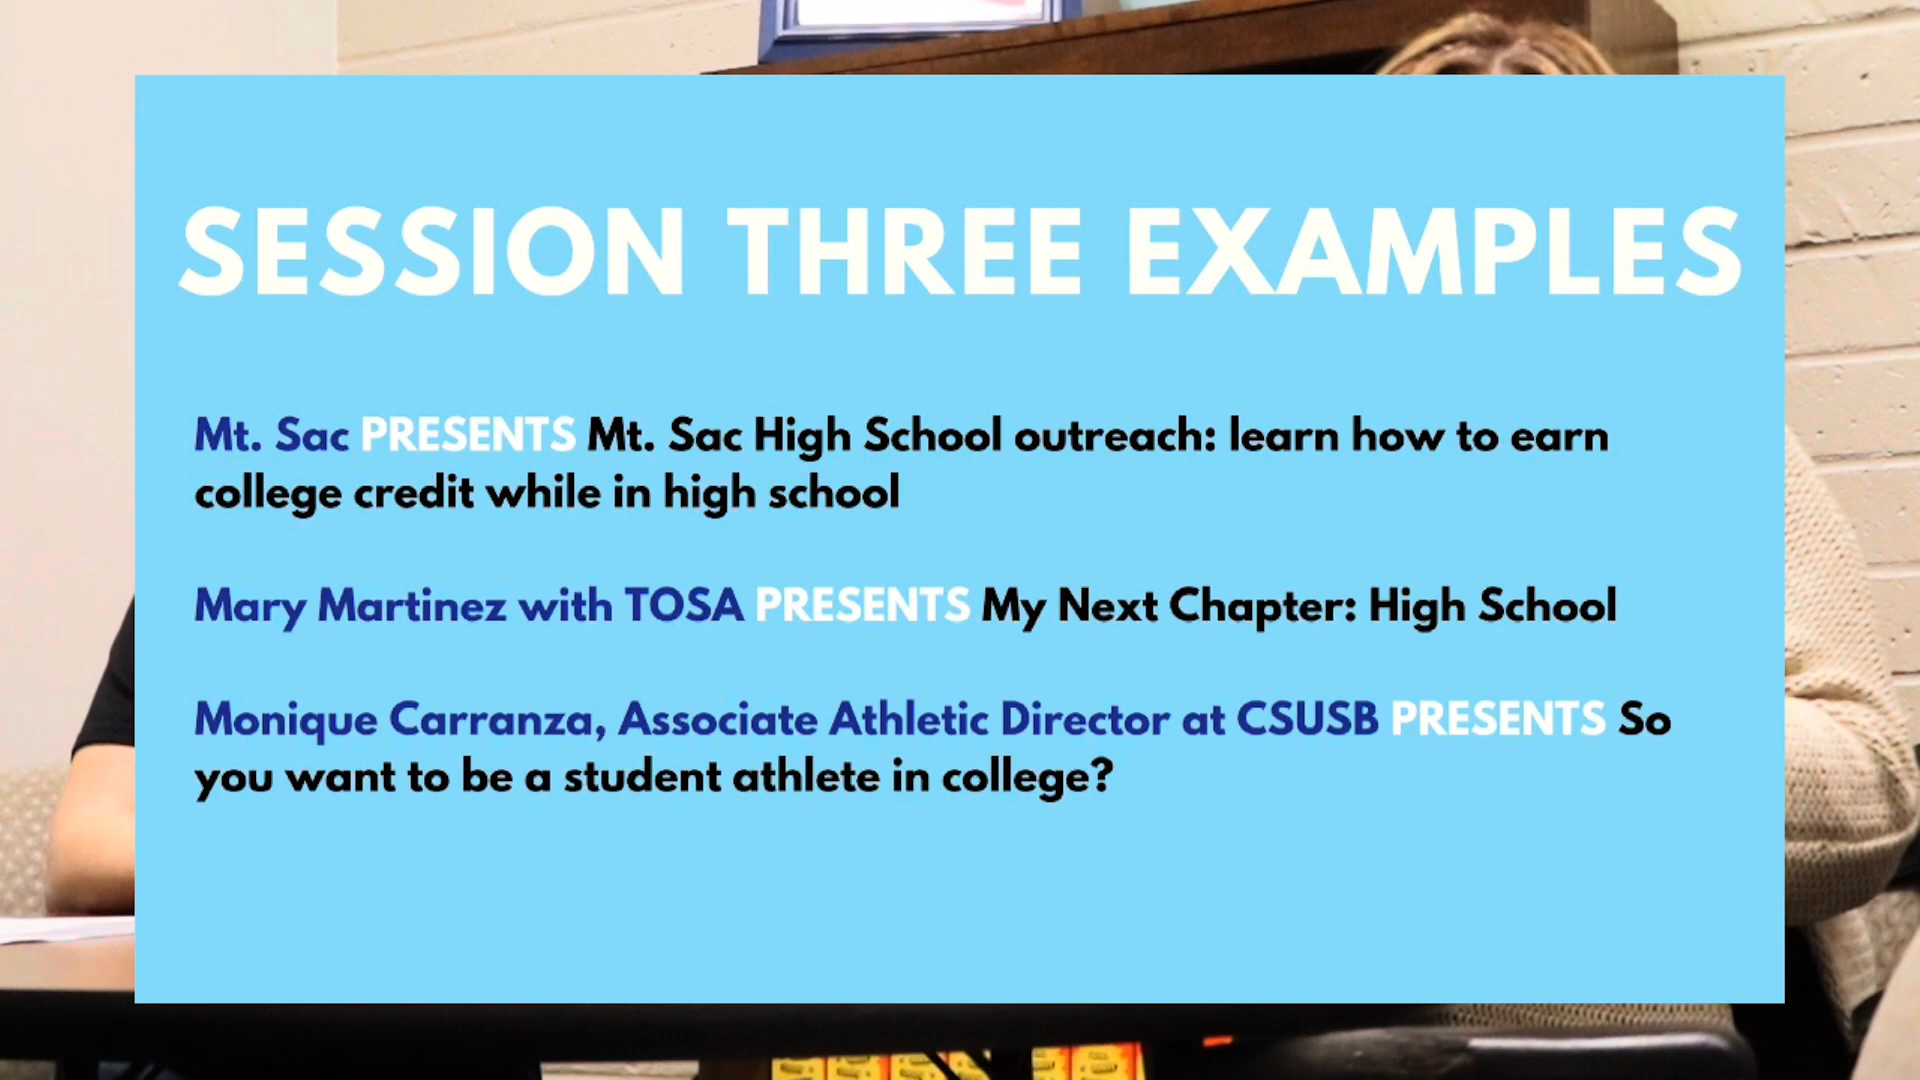 SESSION THREE EXAMPLES
Mt. Sac PRESENTS Mt. Sac High School outreach: learn how to earn
college credit while in high school
Mary Martinez with TOSA PRESENTS My Next Chapter: High School
Monique Carranza, Associate Athletic Director at CSUSB PRESENTS So
you want to be a student athlete in college?